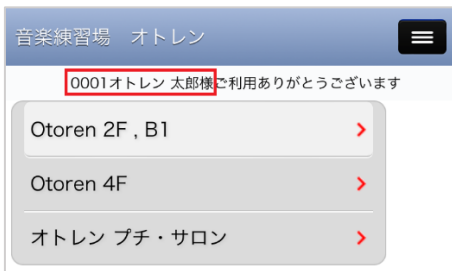 音楽練習場　オトレン
0001オトレン 太郎様ご利用ありがとうございます
Otoren 2F , B1
Otoren 4F
オトレン プチ・サロン